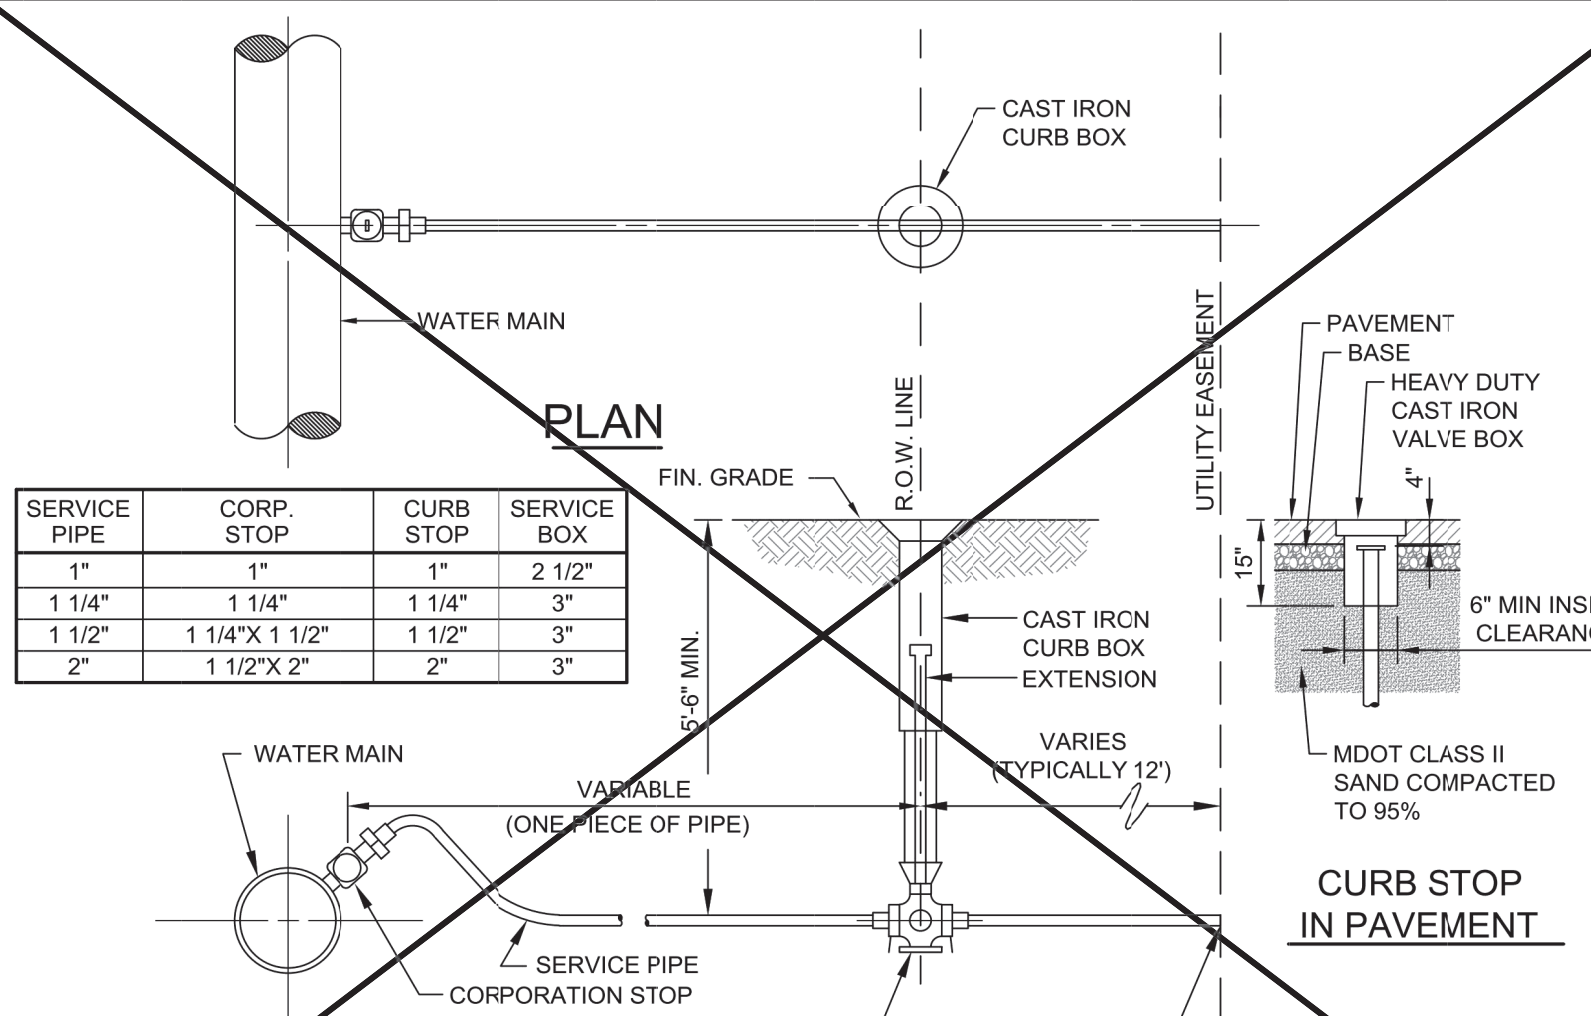 CAST IRON
CURB BOX
WATER MAIN
PLAN
R.O.W. LINE
UTILITY EASEMENT
FIN. GRADE
PAVEMENT
BASE
HEAVY DUTY
CAST IRON
VALVE BOX
4"
15"
6" MIN INSI
CLEARANC
SERVICE PIPE CORP. STOP CURB STOP SERVICE BOX
1" 1" 1" 2 1/2"
1 1/4" 1 1/4" 1 1/4" 3"
1 1/2" 1 1/4"X 1 1/2" 1 1/2" 3"
2" 1 1/2"X 2" 2" 3"
5'-6" MIN.
CAST IRON
CURB BOX
EXTENSION
VARIES
(TYPICALLY 12')
WATER MAIN
VARIABLE
(ONE PIECE OF PIPE)
MDOT CLASS II
SAND COMPACTED
TO 95%
CURB STOP
IN PAVEMENT
SERVICE PIPE
CORPORATION STOP